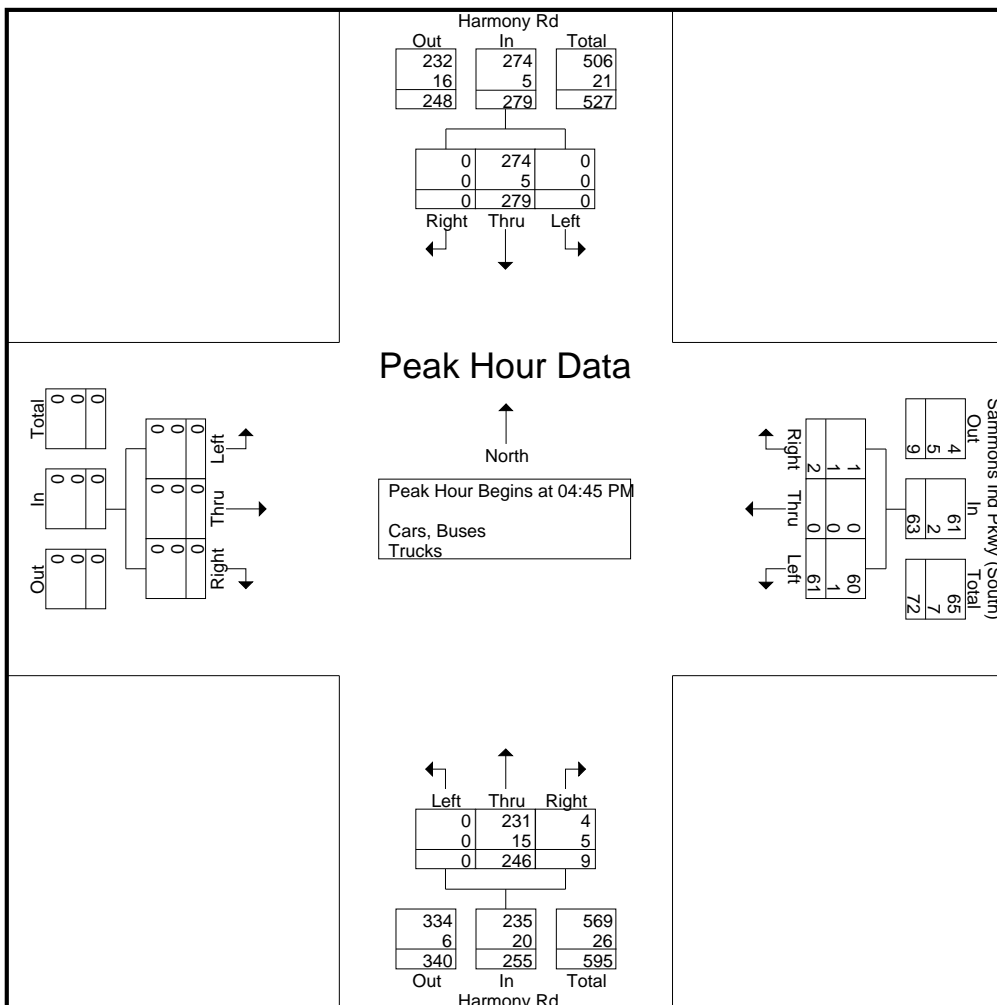 Harmony Rd
Out In Total
232 274 506
16 5 21
248 279 527
0 274 0
0 5 0
0 279 0
Right Thru Left
Peak Hour Data
North
Peak Hour Begins at 04:45 PM
Cars, Buses
Trucks
Total
0 0 0
In
0 0 0
Out
0 0 0
Left
0 0 0
Thru
0 0 0
Right
0 0 0
Right
1 1 2
Thru
0 0 0
Left
60 1 61
Sammons Ind Pkwy (South)
Out
4 5 9
In
61 2 63
Total
65 7 72
Left Thru Right
0 231 4
0 15 5
0 246 9
334 235 569
6 20 26
340 255 595
Out In Total
Harmony Rd